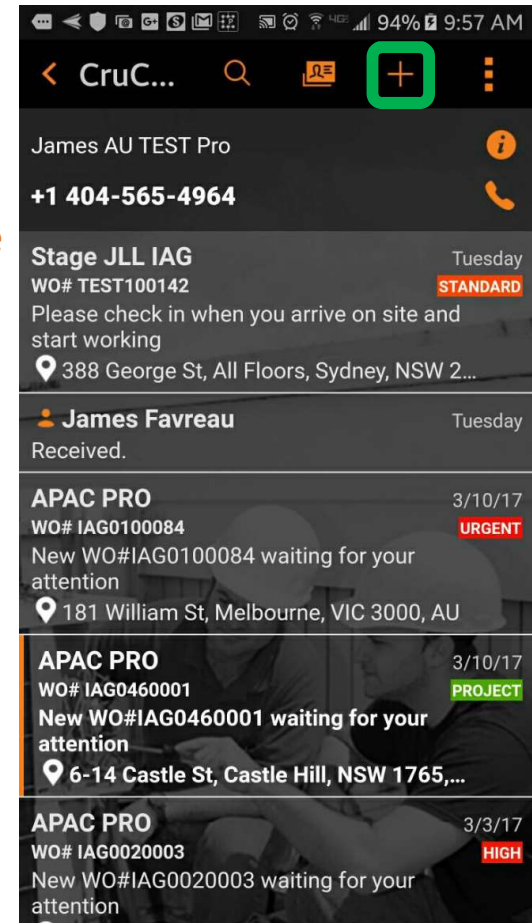 94% 9:57 AM
CruC...
James AU TEST Pro
+1 404-565-4964
Stage JLL IAG Tuesday
WO# TEST100142 STANDARD
Please check in when you arrive on site and
start working
388 George St, All Floors, Sydney, NSW 2...
James Favreau Tuesday
Received.
APAC PRO 3/10/17
WO# IAG0100084 URGENT
New WO#IAG0100084 waiting for your
attention
181 William St, Melbourne, VIC 3000, AU
APAC PRO 3/10/17
WO# IAG0460001 PROJECT
New WO#IAG0460001 waiting for your
attention
6-14 Castle St, Castle Hill, NSW 1765,...
APAC PRO 3/3/17
WO# IAG0020003 HIGH
New WO#IAG0020003 waiting for your
attention